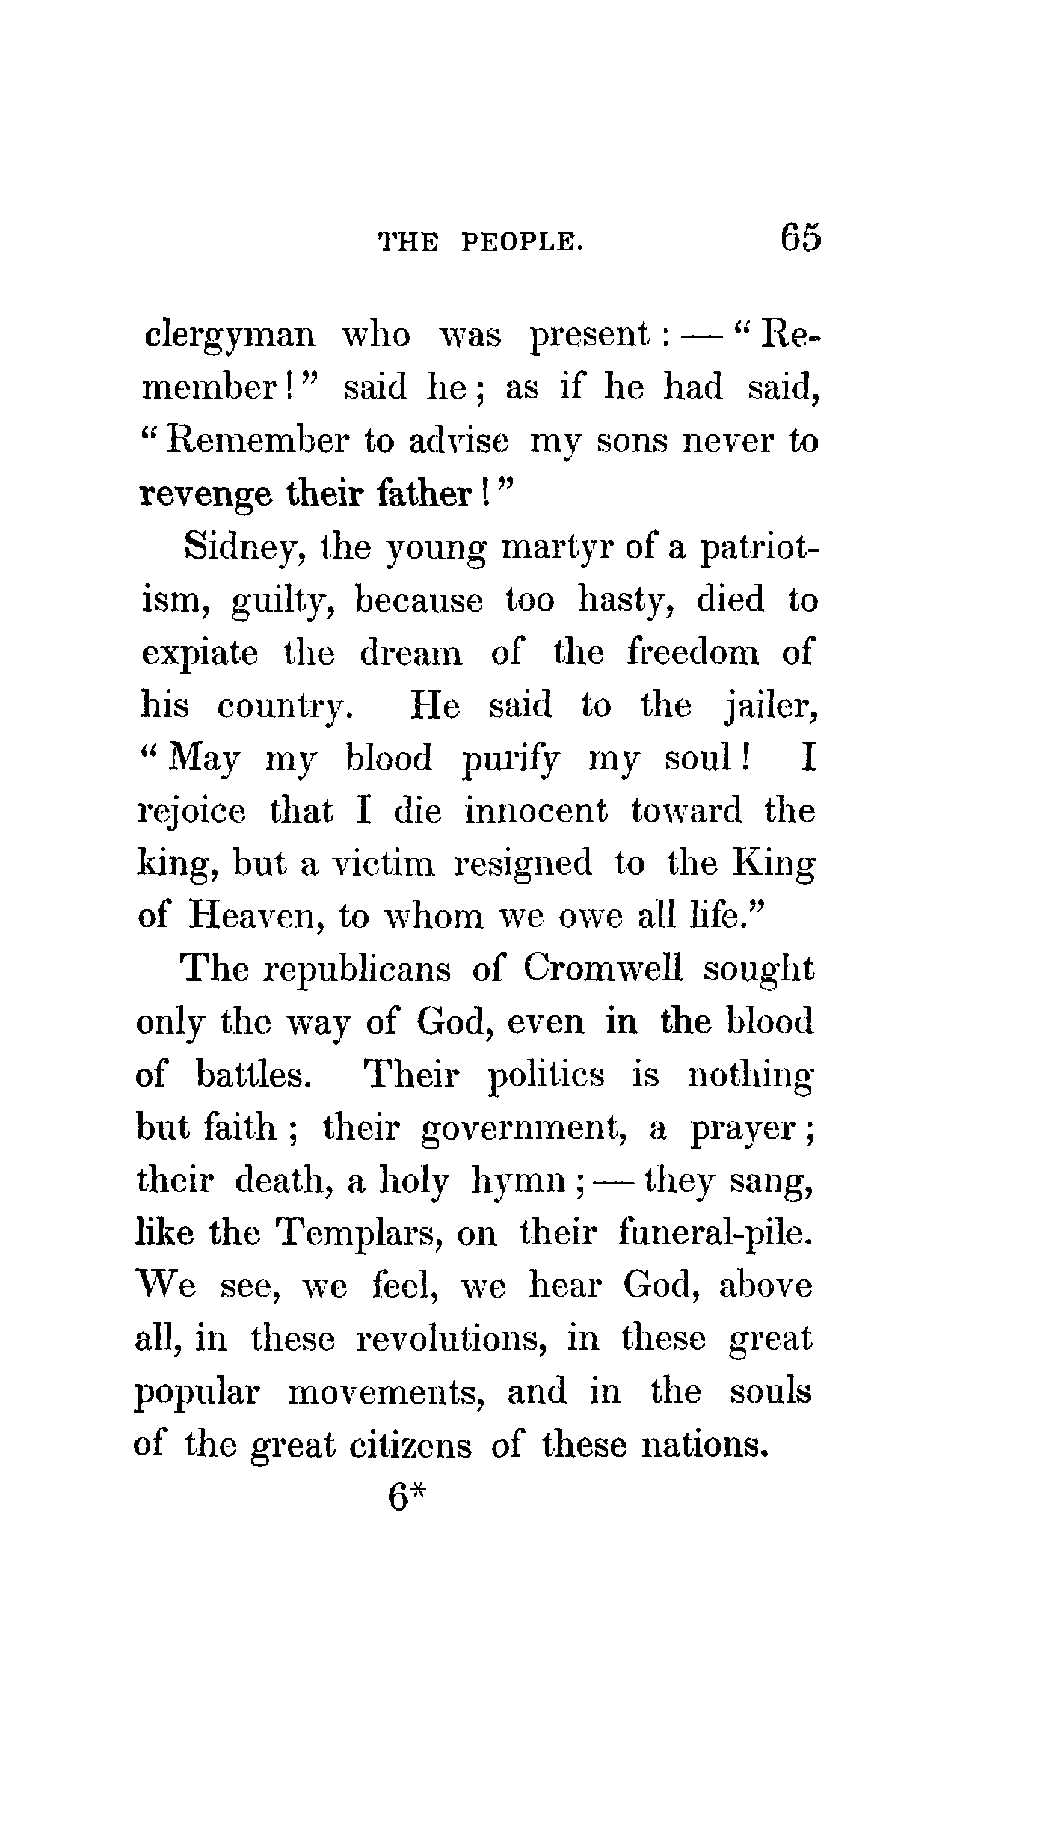 THE PEOPLE. 65
clergyman who was present : — “ Re-
member ! ” said he ; as if he had said,
“ Remember to advise my sons never to
revenge their father ! ”
Sidney, the young martyr of a patriot-
ism, guilty, because too hasty, died to
expiate the dream of the freedom of
his country. He said to the jailer,
“ May my blood purify my soul ! I
rejoice that I die innocent toward the
king, but a victim resigned to the King
of Heaven, to whom we owe all life.”
The republicans of Cromwell sought
only the way of God, even in the blood
of battles. Their politics is nothing
but faith ; their government, a prayer ;
their death, a holy hymn ; — they sang,
like the Templars, on their funeral-pile.
We see, we feel, we hear God, above
all, in these revolutions, in these great
popular movements, and in the souls
of the great citizens of these nations.
6*